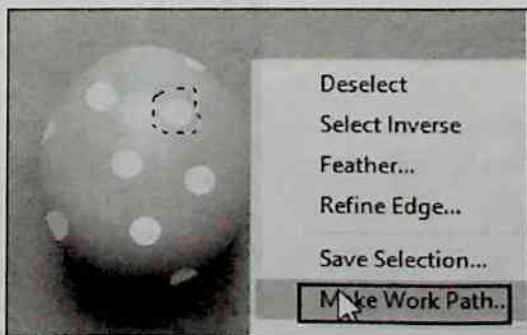 Deselect
Select Inverse
Feather...
Refine Edge...
Save Selection...
Make Work Path..